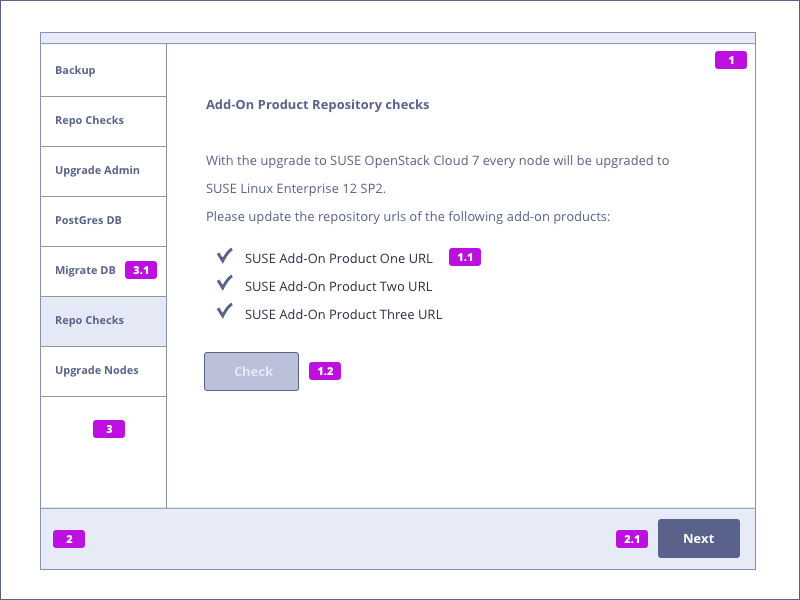 1
Backup
Repo Checks
Upgrade Admin
PostGres DB
Migrate DB 3.1
Repo Checks
Upgrade Nodes
3
Add-On Product Repository checks
With the upgrade to SUSE OpenStack Cloud 7 every node will be upgraded to
SUSE Linux Enterprise 12 SP2.
Please update the repository urls of the following add-on products:
SUSE Add-On Product One URL 1.1
SUSE Add-On Product Two URL
SUSE Add-On Product Three URL
Check 1.2
2
2.1 Next